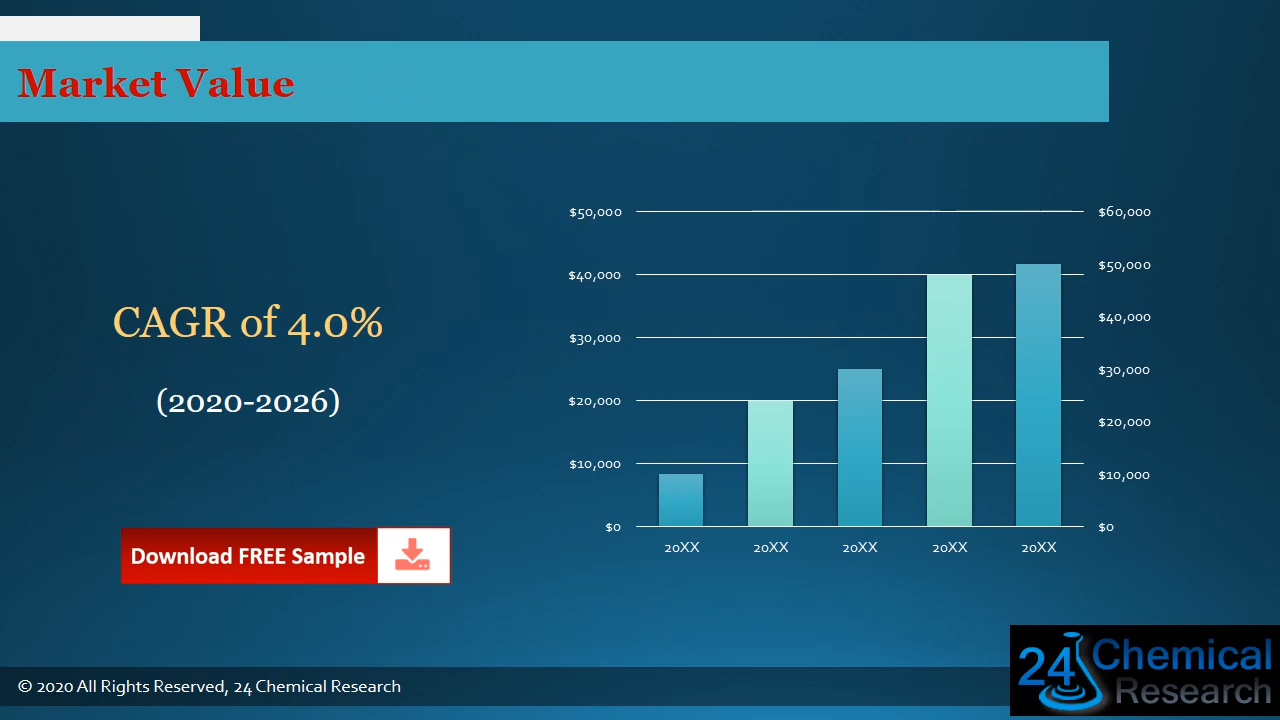 Market Value
CAGR of 4.0%
(2020-2026)
Download FREE Sample
$50,000
$40,000
$30,000
$20,000
$10,000
$0
$60,000
$50,000
$40,000
$30,000
$20,000
$10,000
$0
20XX 20XX 20XX 20XX 20XX
© 2020 All Rights Reserved, 24 Chemical Research
24 Chemical
Research